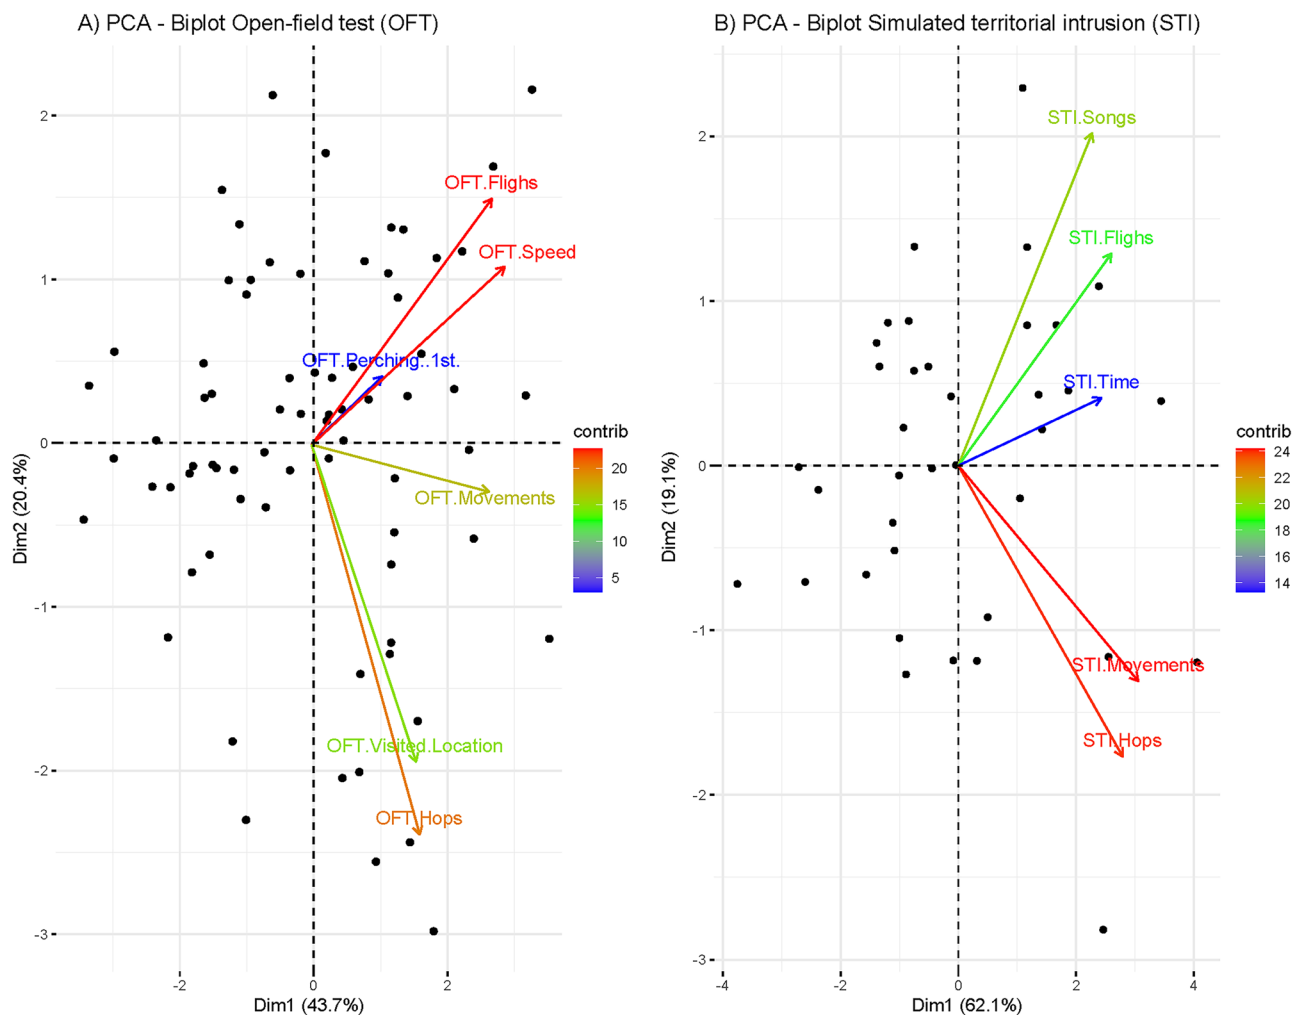 A) PCA - Biplot Open-field test (OFT)
2
1
0
-1
-2
-3
Dim2 (20.4%)
OFT.Flighs
OFT.Speed
OFT.Perching..1st.
OFT.Movements
OFT.Visited.Location
OFT.Hops
-2
0
2
Dim1 (43.7%)
contrib
20
15
10
5
B) PCA - Biplot Simulated territorial intrusion (STI)
2
1
0
-1
-2
-3
Dim2 (19.1%)
STI.Songs
STI.Flighs
STI.Time
STI.Movements
STI.Hops
-4
-2
0
2
4
Dim1 (62.1%)
contrib
24
22
20
18
16
14